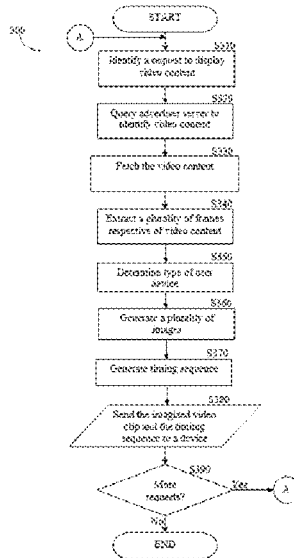 START
300
A
S310
Identify a request to display
video content
Query advertiser server to
identify video content
S330
Fetch the video content
S340
Extract a plurality of frames
respective of video content
S350
Determine type of user
device
S360
Generate a plurality of
images
S370
Generate timing sequence
S380
Send the imagized video
clip and the timing
sequence to a device
S390
More
requests?
Yes
A
No
END